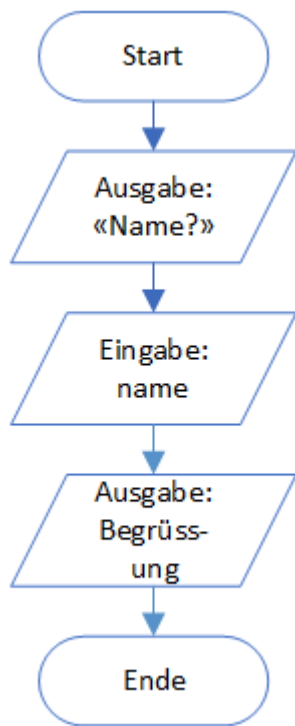 Start
Ausgabe:
«Name?»
Eingabe:
name
Ausgabe:
Begrüss-
ung
Ende